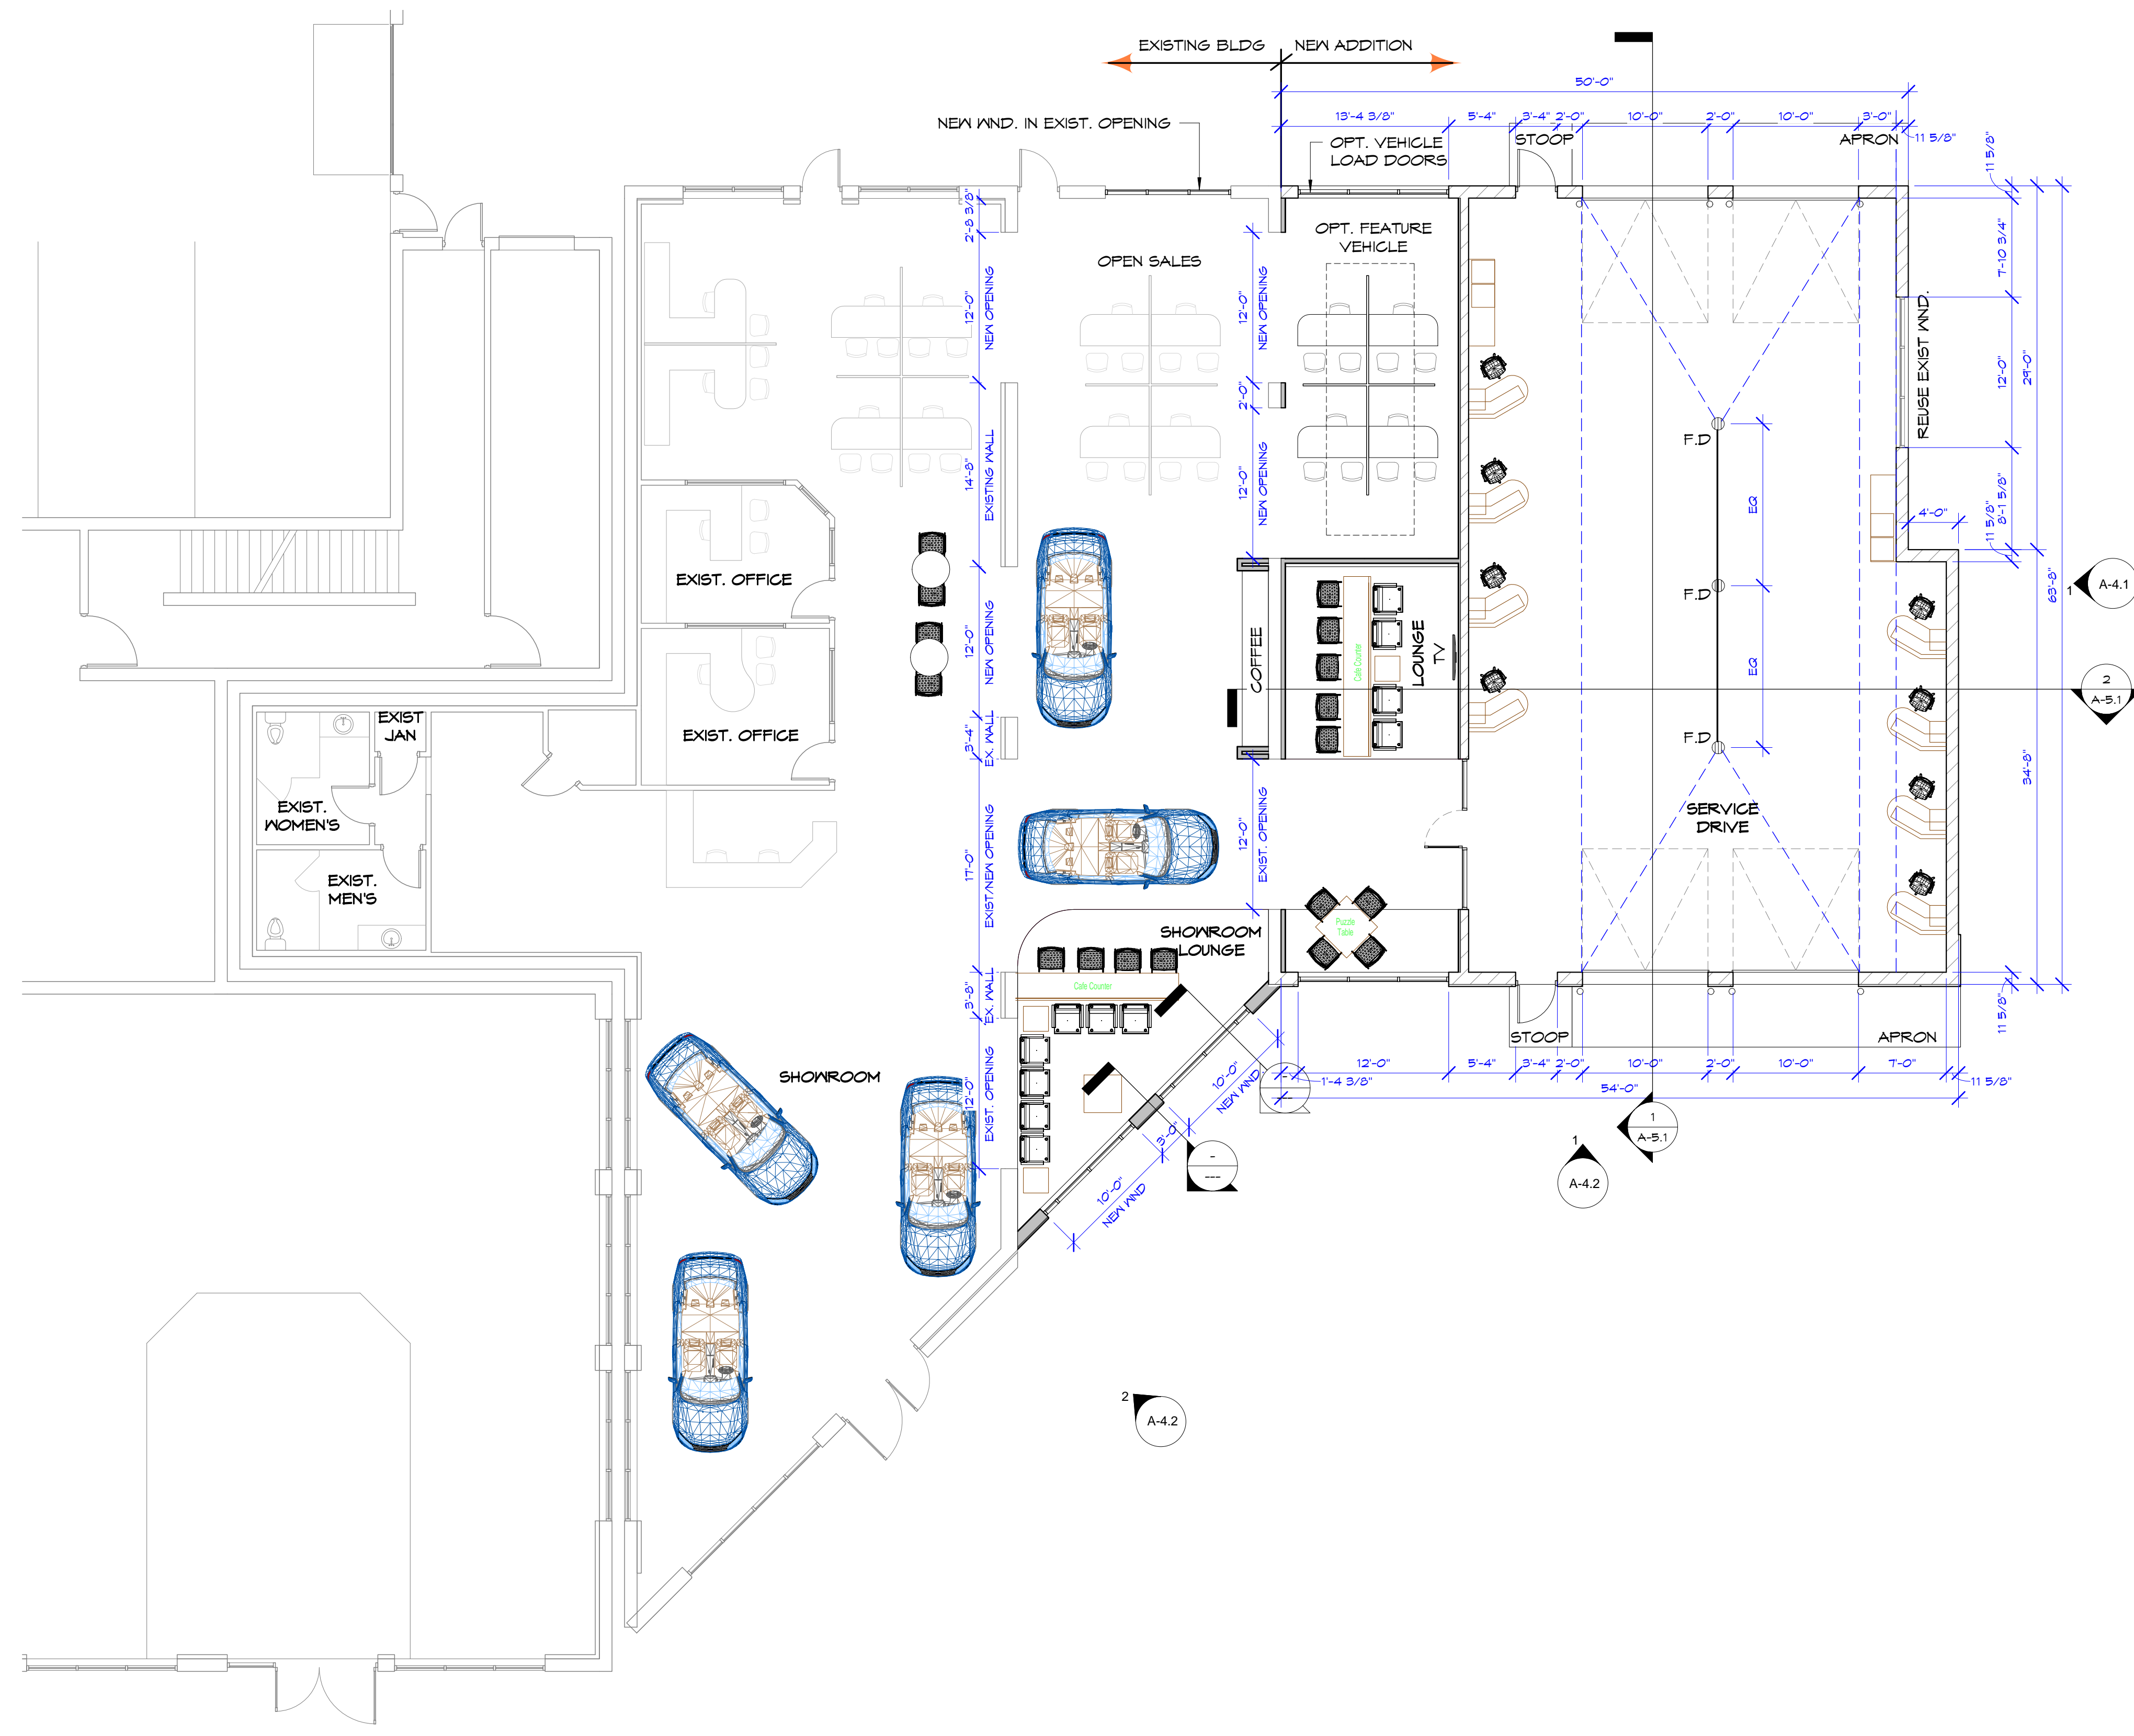 EXISTING BLDG
NEW ADDITION
50'-0"
NEW WND. IN EXIST. OPENING
13'-4 3/8"
5'-4"
3'-4"
2'-0"
10'-0"
2'-0"
10'-0"
3'-0"
11 5/8"
OPT. VEHICLE
LOAD DOORS
STOOP
APRON
11 5/8"
2'-8 3/8"
12'-0"
NEW OPENING
14'-8"
EXISTING WALL
12'-0"
NEW OPENING
3'-4"
EX. WALL
17'-0"
EXIST/NEW OPENING
3'-8"
EX. WALL
12'-0"
EXIST. OPENING
OPEN SALES
OPT. FEATURE
VEHICLE
12'-0"
NEW OPENING
2'-0"
12'-0"
NEW OPENING
7'-10 3/4"
12'-0"
29'-0"
REUSE EXIST WND.
8'-1 5/8"
11 5/8"
4'-0"
63'-8"
34'-8"
11 5/8"
F.D
EQ
F.D
EQ
F.D
EXIST. OFFICE
EXIST. OFFICE
COFFEE
Cafe Counter
LOUNGE
TV
1
A-4.1
2
A-5.1
EXIST
JAN
EXIST.
WOMEN'S
EXIST.
MEN'S
12'-0"
EXIST. OPENING
SERVICE
DRIVE
Puzzle
Table
SHOWROOM
LOUNGE
Cafe Counter
SHOWROOM
STOOP
APRON
12'-0"
5'-4"
3'-4"
2'-0"
10'-0"
2'-0"
10'-0"
7'-0"
1'-4 3/8"
11 5/8"
54'-0"
10'-0"
NEW WND
3'-0"
10'-0"
NEW WND
-
---
-
---
1
A-5.1
1
A-4.2
2
A-4.2